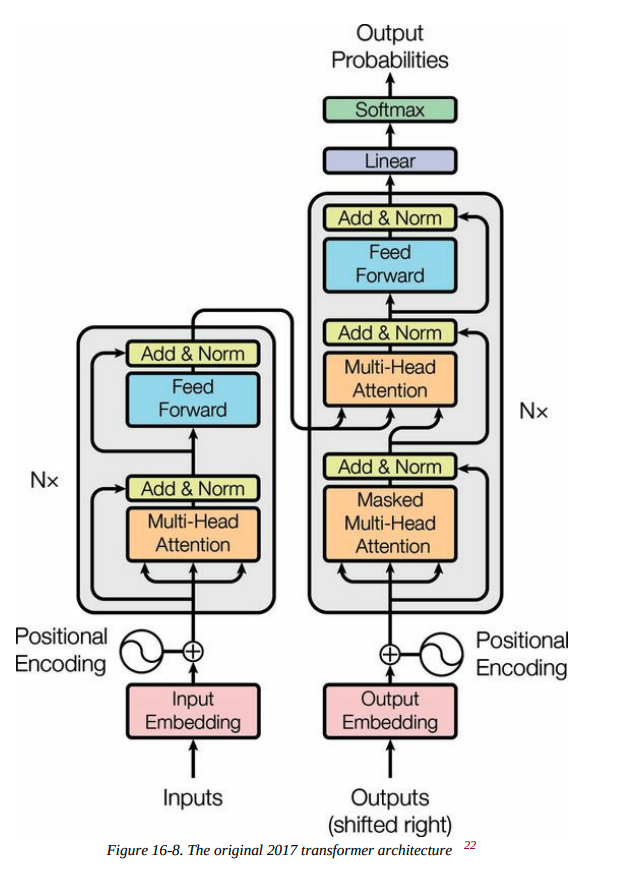 Output
Probabilities
Softmax
Linear
Add & Norm
Feed
Forward
Add & Norm
Multi-Head
Attention
Add & Norm
Masked
Multi-Head
Attention
N×
Add & Norm
Feed
Forward
Add & Norm
Multi-Head
Attention
N×
Positional
Encoding
Positional
Encoding
Input
Embedding
Output
Embedding
Inputs
Outputs
(shifted right)
Figure 16-8. The original 2017 transformer architecture 22